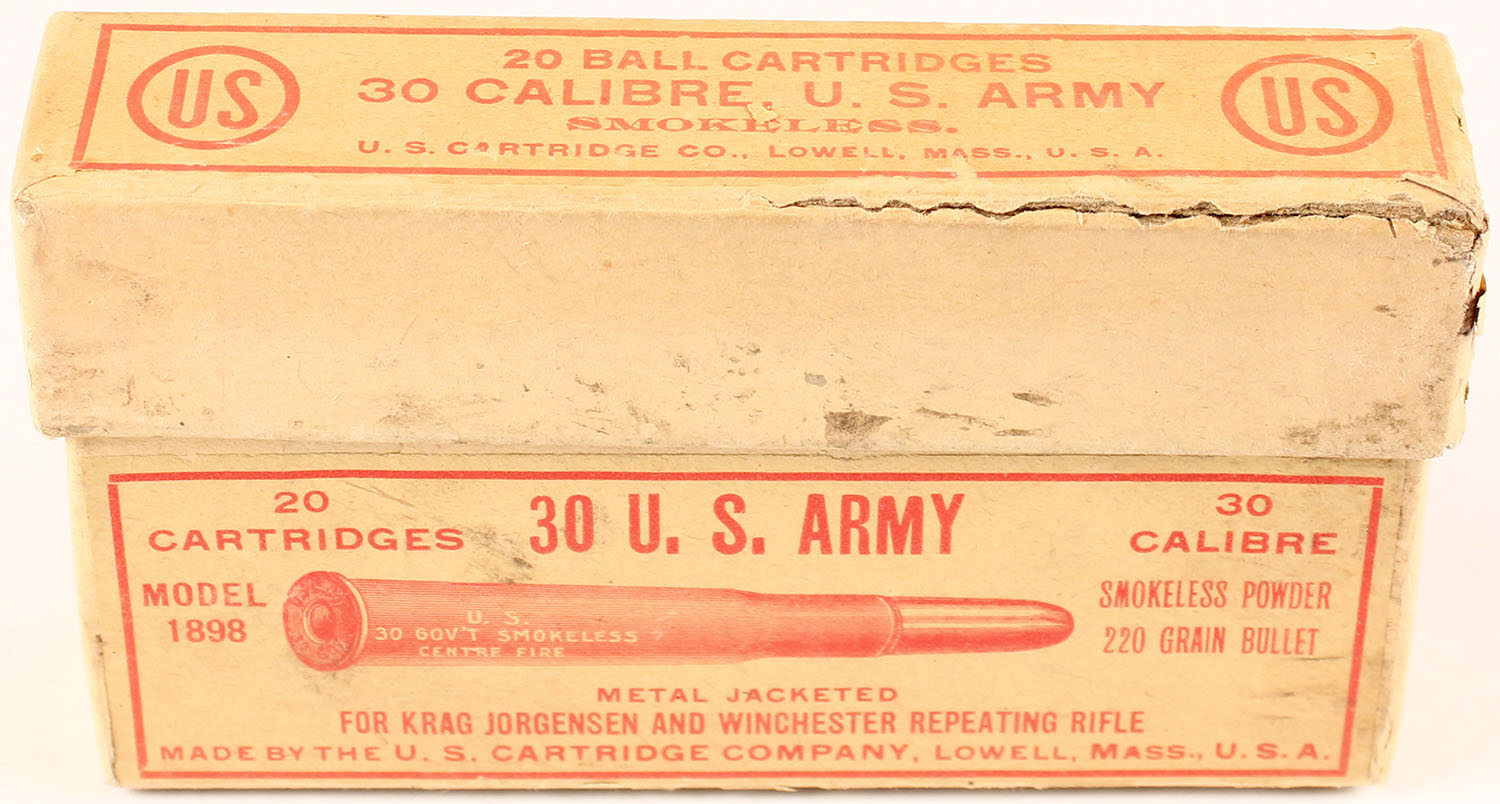 20 BALL CARTRIDGES
US
30 CALIBRE, U. S. ARMY
US
SMOKELESS.
U. S. CARTRIDGE CO., LOWELL, MASS., U. S. A.
20
CARTRIDGES
30 U. S. ARMY
30
CALIBRE
MODEL
1898
U. S.
30 GOV'T SMOKELESS
CENTRE FIRE
SMOKELESS POWDER
220 GRAIN BULLET
METAL JACKETED
FOR KRAG JORGENSEN AND WINCHESTER REPEATING RIFLE
MADE BY THE U. S. CARTRIDGE COMPANY, LOWELL, MASS., U. S. A.